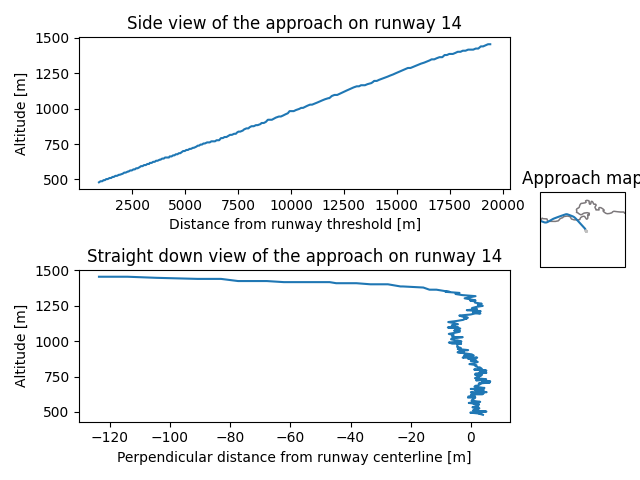 Side view of the approach on runway 14
1500
1250
1000
750
500
Altitude [m]
2500 5000 7500 10000 12500 15000 17500 20000
Distance from runway threshold [m]
Approach map
Straight down view of the approach on runway 14
1500
1250
1000
750
500
Altitude [m]
−120 −100 −80 −60 −40 −20 0
Perpendicular distance from runway centerline [m]